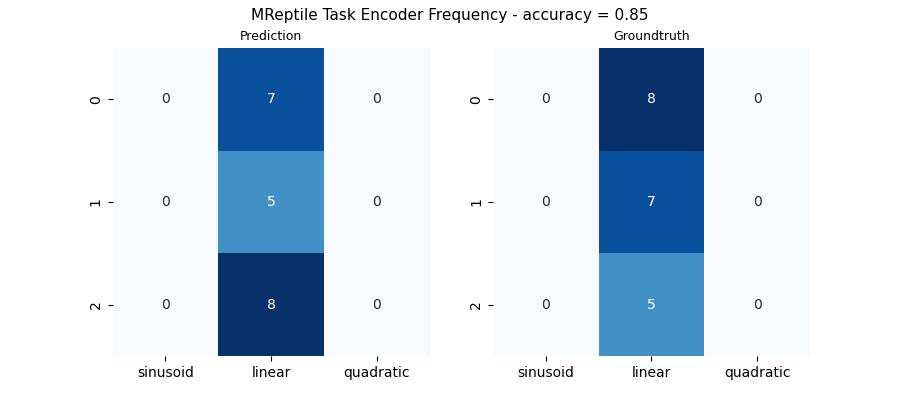 MReptile Task Encoder Frequency - accuracy = 0.85
Prediction
Groundtruth
0 0 7 0
1 0 5 0
2 0 8 0
sinusoid linear quadratic
0 0 8 0
1 0 7 0
2 0 5 0
sinusoid linear quadratic